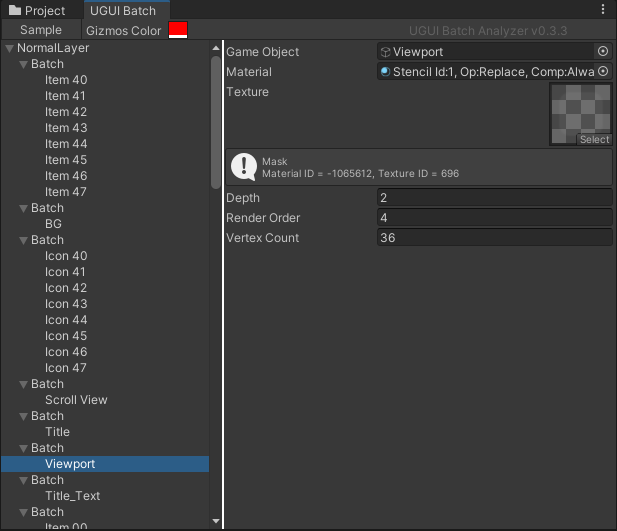 Project
UGUI Batch
Sample
Gizmos Color
UGUI Batch Analyzer v0.3.3
NormalLayer
Batch
Item 40
Item 41
Item 42
Item 43
Item 44
Item 45
Item 46
Item 47
Batch
BG
Batch
Icon 40
Icon 41
Icon 42
Icon 43
Icon 44
Icon 45
Icon 46
Icon 47
Batch
Scroll View
Batch
Title
Batch
Viewport
Batch
Title_Text
Batch
Item 00
Game Object
Viewport
Material
Stencil Id:1, Op:Replace, Comp:Alwa
Texture
Select
Mask
Material ID = -1065612, Texture ID = 696
Depth
2
Render Order
4
Vertex Count
36